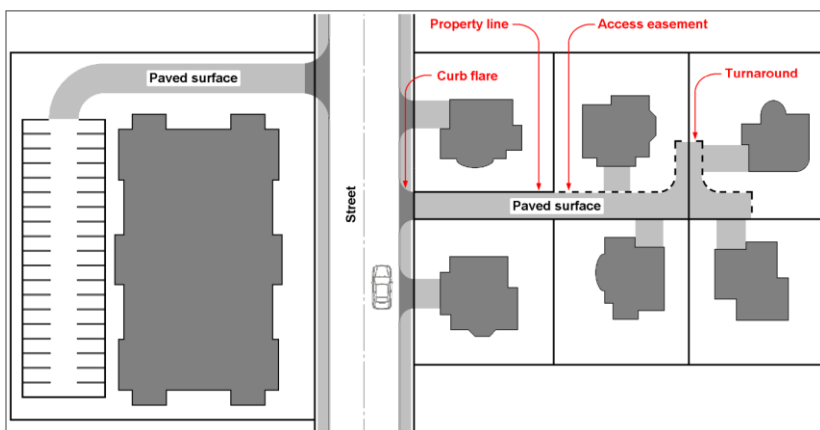 Property line
Access easement
Curb flare
Turnaround
Paved surface
Street
Paved surface